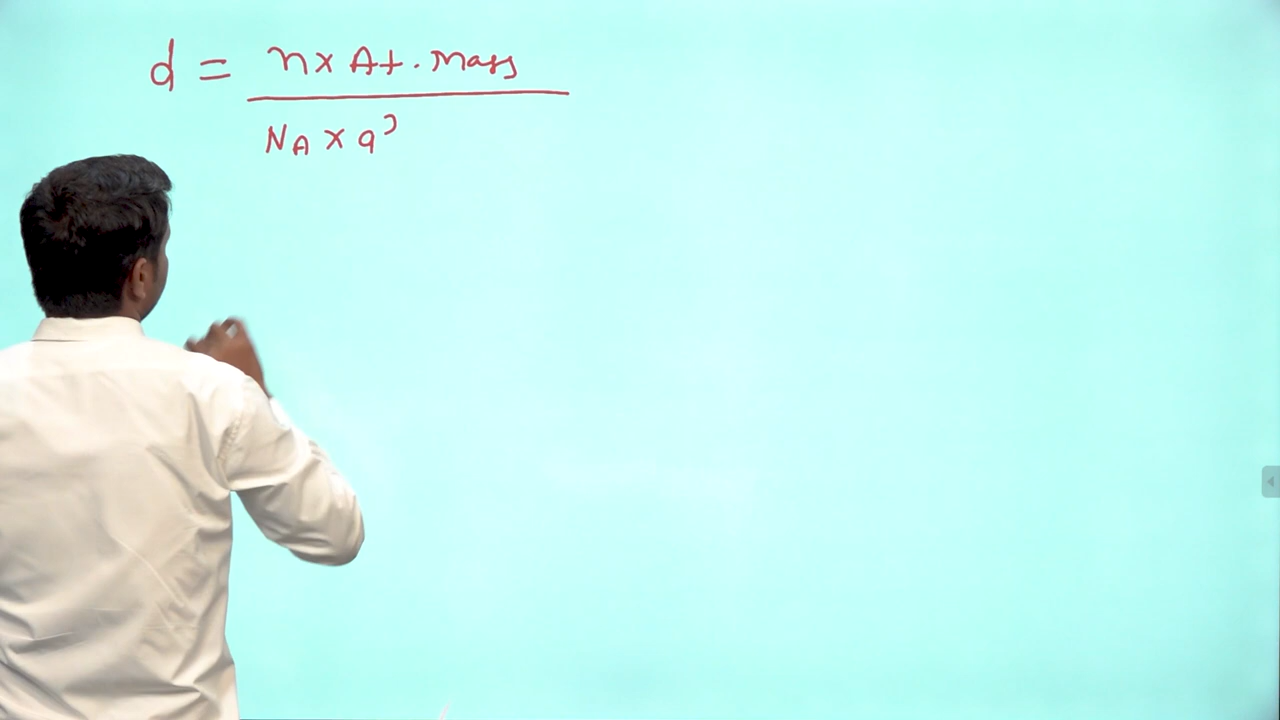 d = n x At. Mass
N_A x a³